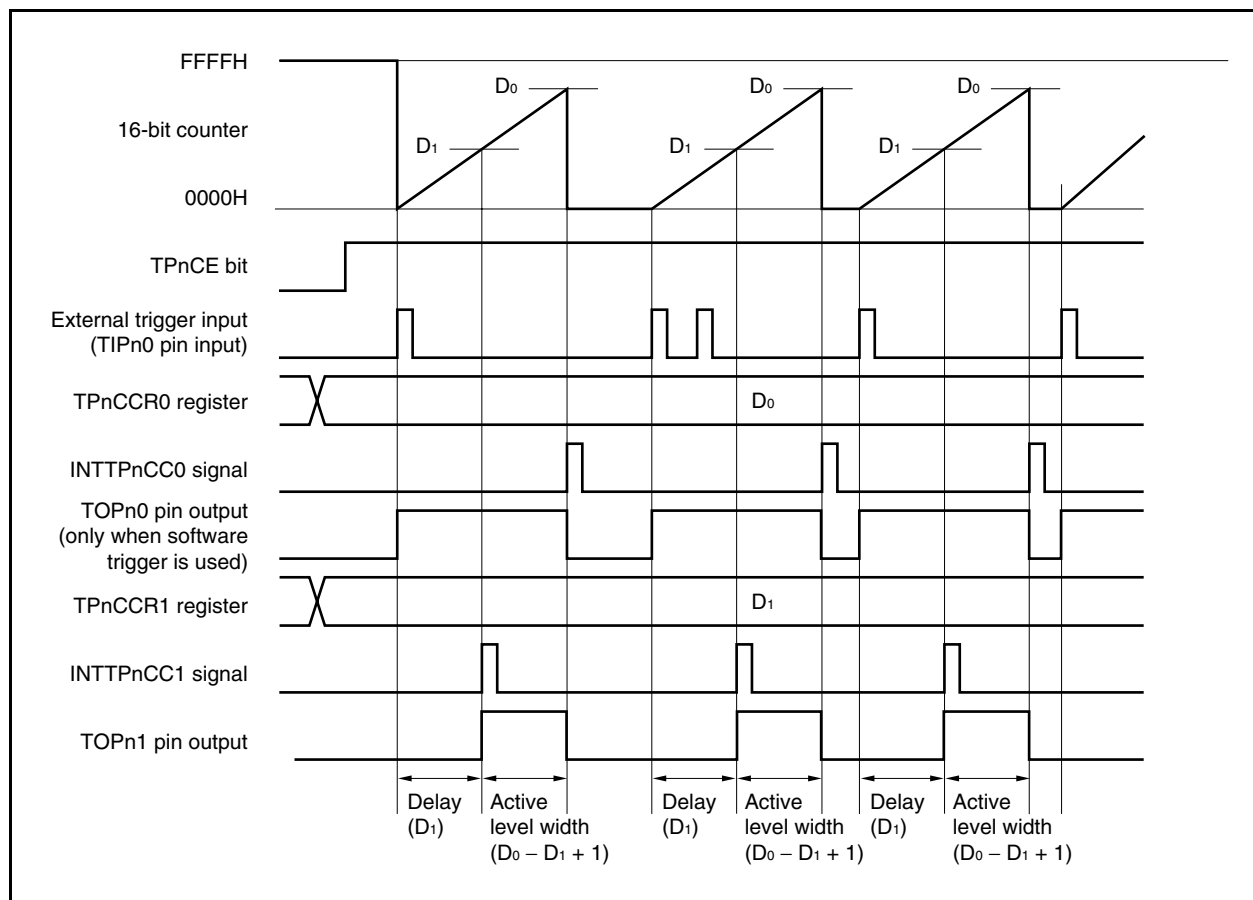 FFFFH
D0
D0
D0
16-bit counter
D1
D1
D1
0000H
TPnCE bit
External trigger input
(TIPn0 pin input)
TPnCCR0 register
D0
INTTPnCC0 signal
TOPn0 pin output
(only when software
trigger is used)
TPnCCR1 register
D1
INTTPnCC1 signal
TOPn1 pin output
Delay
(D1)
Active
level width
(D0 − D1 + 1)
Delay
(D1)
Active
level width
(D0 − D1 + 1)
Delay
(D1)
Active
level width
(D0 − D1 + 1)